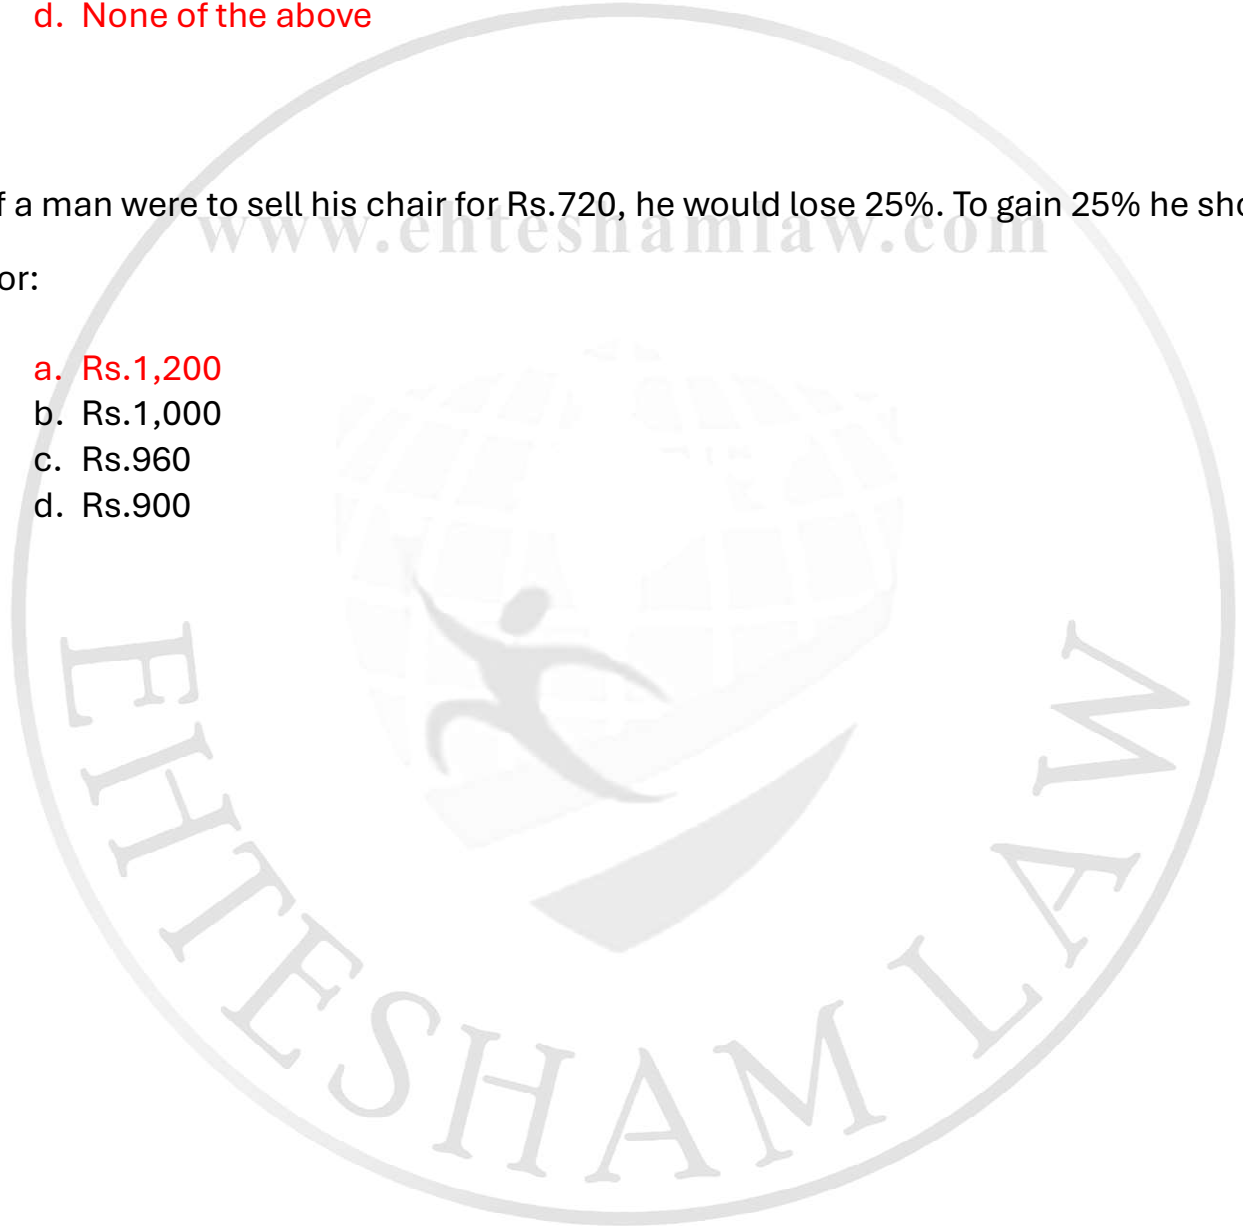 d. None of the above
f a man were to sell his chair for Rs.720, he would lose 25%. To gain 25% he sho
www.ehteshamlaw.com
or:
a. Rs.1,200
b. Rs.1,000
c. Rs.960
d. Rs.900
EHTESHAM LAW